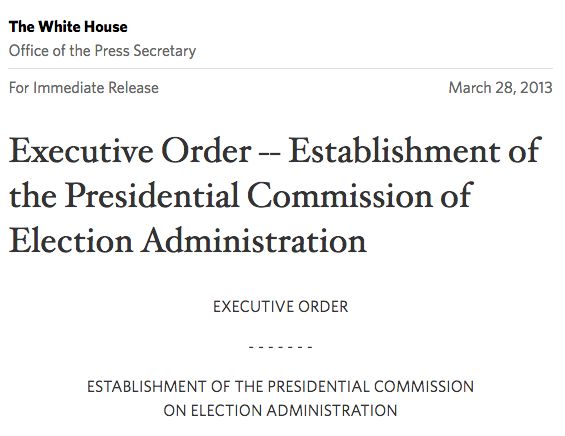 The White House
Office of the Press Secretary
For Immediate Release March 28, 2013
Executive Order -- Establishment of
the Presidential Commission of
Election Administration
EXECUTIVE ORDER
- - - - - - -
ESTABLISHMENT OF THE PRESIDENTIAL COMMISSION
ON ELECTION ADMINISTRATION